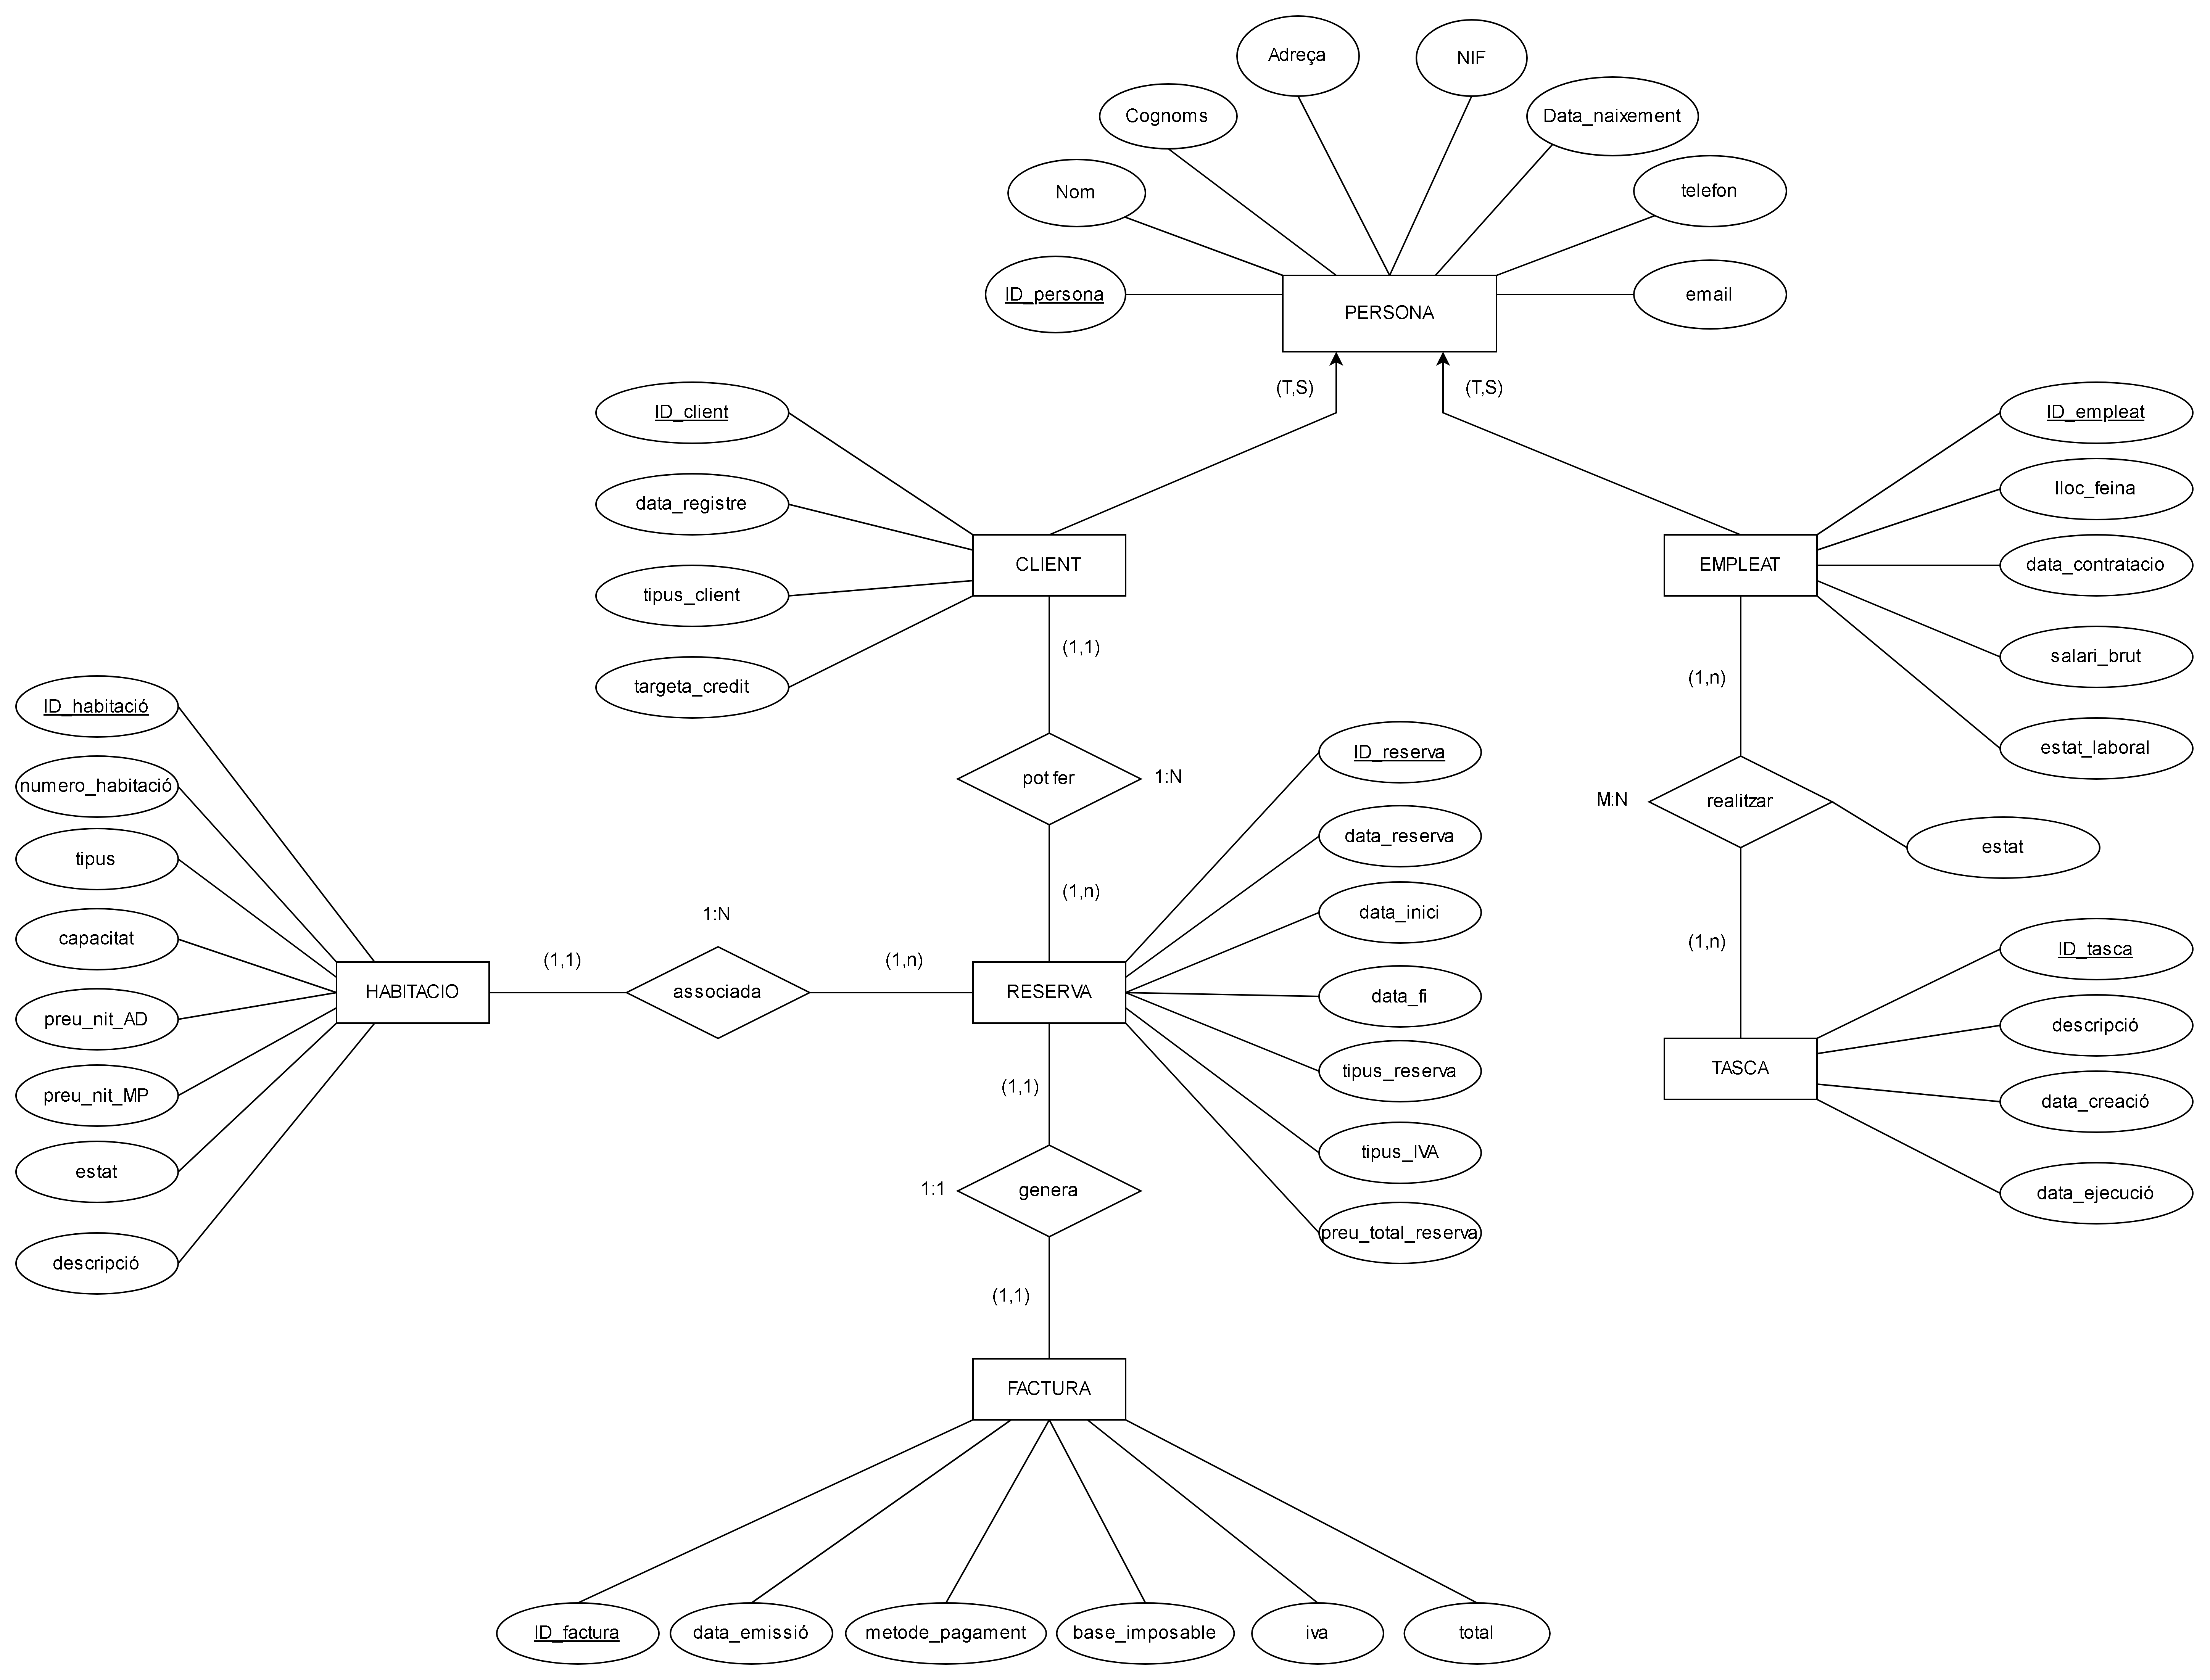 Adreça
NIF
Cognoms
Data_naixement
Nom
telefon
ID_persona
email
PERSONA
(T,S)
(T,S)
ID_client
data_registre
tipus_client
targeta_credit
CLIENT
EMPLEAT
ID_empleat
lloc_feina
data_contratacio
salari_brut
estat_laboral
(1,1)
pot fer
1:N
(1,n)
(1,n)
M:N
realitzar
estat
(1,n)
ID_habitació
numero_habitació
tipus
capacitat
preu_nit_AD
preu_nit_MP
estat
descripció
HABITACIO
(1,1)
1:N
associada
(1,n)
RESERVA
ID_reserva
data_reserva
data_inici
data_fi
tipus_reserva
tipus_IVA
preu_total_reserva
TASCA
ID_tasca
descripció
data_creació
data_ejecució
(1,1)
1:1
genera
(1,1)
FACTURA
ID_factura
data_emissió
metode_pagament
base_imposable
iva
total